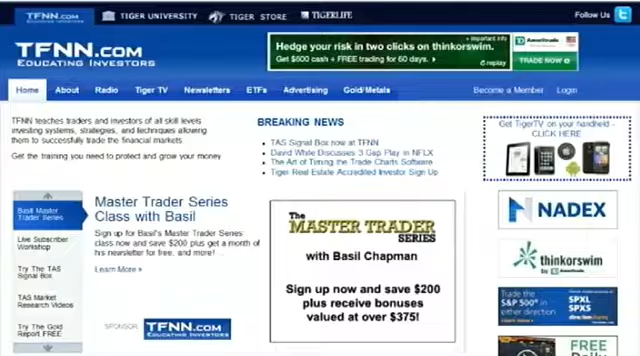 TFNN.COM
EDUCATING INVESTORS
TIGER UNIVERSITY
TIGER STORE
TIGERLIFE
Follow Us
TFNN.COM
EDUCATING INVESTORS
Hedge your risk in two clicks on thinkorswim.
Get $600 cash + FREE trading for 60 days.
+ important info
replay
Ameritrade
TRADE NOW
Home
About
Radio
Tiger TV
Newsletters
ETFs
Advertising
Gold/Metals
Become a Member
Login
TFNN teaches traders and investors of all skill levels
investing systems, strategies, and techniques allowing
them to successfully trade the financial markets
Get the training you need to protect and grow your money
BREAKING NEWS
TAS Signal Box now at TFNN
David White Discusses 3 Gap Play in NFLX
The Art of Timing the Trade Charts Software
Tiger Real Estate Accredited Investor Sign Up
Get TigerTV on your handheld -
CLICK HERE
Basil Master
Trader Series
Live Subscriber
Workshop
Try The TAS
Signal Box
TAS Market
Research Videos
Try The Gold
Report FREE
Master Trader Series
Class with Basil
Sign up for Basil's Master Trader Series
class now and save $200 plus get a month of
his newsletter for free, and more!
Learn More »
SPONSOR
TFNN.COM
EDUCATING INVESTORS
The
MASTER TRADER
SERIES
with Basil Chapman
Sign up now and save $200
plus receive bonuses
valued at over $375!
NADEX
thinkorswim
by Ameritrade
Trade the
S&P 500
in either
direction
SPXL
SPXS
FREE
Daily